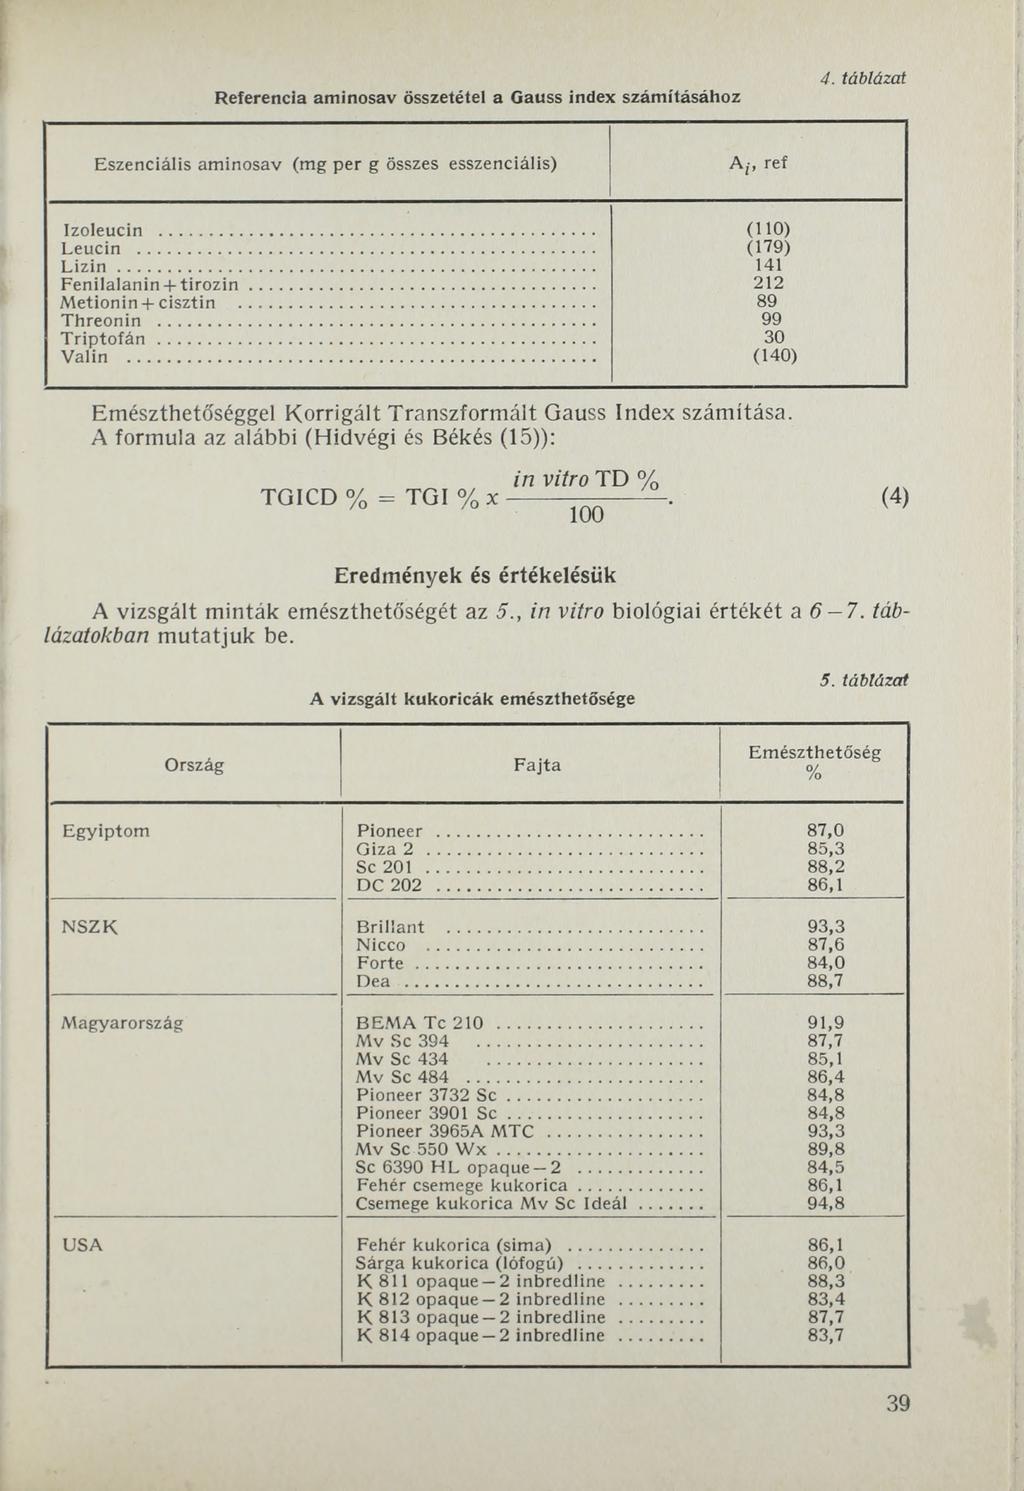 4. táblázat
Referencia aminosav összetétel a Gauss index számításához
Eszenciális aminosav (mg per g összes esszenciális) A_i, ref
Izoleucin (110)
Leucin (179)
Lizin 141
Fenilalanin + tirozin 212
Metionin + cisztin 89
Threonin 99
Triptofán 30
Valin (140)
Emészthetőséggel Korrigált Transzformált Gauss Index számítása.
A formula az alábbi (Hidvégi és Békés (15)):
TGICD % = TGI % x in vitro TD % / 100. (4)
Eredmények és értékelésük
A vizsgált minták emészthetőségét az 5., in vitro biológiai értékét a 6 – 7. táb-
lázatokban mutatjuk be.
5. táblázat
A vizsgált kukoricák emészthetősége
Ország Fajta Emészthetőség %
Egyiptom Pioneer 87,0
Giza 2 85,3
Sc 201 88,2
DC 202 86,1
NSZK Brillant 93,3
Nicco 87,6
Forte 84,0
Dea 88,7
Magyarország BEMA Tc 210 91,9
Mv Sc 394 87,7
Mv Sc 434 85,1
Mv Sc 484 86,4
Pioneer 3732 Sc 84,8
Pioneer 3901 Sc 84,8
Pioneer 3965A MTC 93,3
Mv Sc 550 Wx 89,8
Sc 6390 HL opaque – 2 84,5
Fehér csemege kukorica 86,1
Csemege kukorica Mv Sc Ideál 94,8
USA Fehér kukorica (sima) 86,1
Sárga kukorica (lófogú) 86,0
K 811 opaque – 2 inbredline 88,3
K 812 opaque – 2 inbredline 83,4
K 813 opaque – 2 inbredline 87,7
K 814 opaque – 2 inbredline 83,7
39